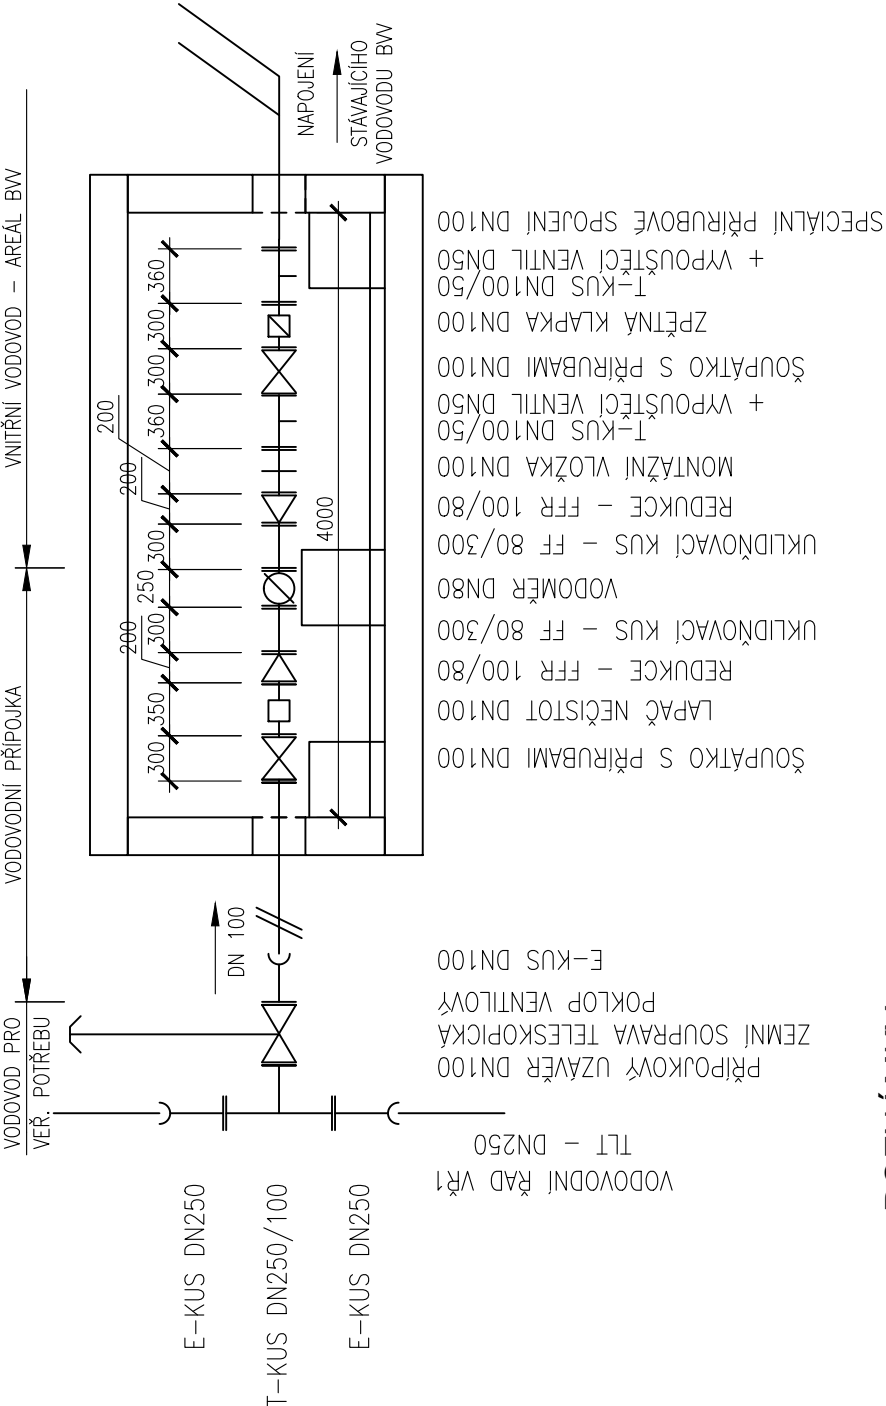 VODOVOD PRO
VEŘ. POTŘEBU
VODOVODNÍ PŘÍPOJKA
VNITŘNÍ VODOVOD – AREÁL BVV
300
350
200
300
250
300
200
200
360
300
300
360
4000
DN 100
NAPOJENÍ
STÁVAJÍCÍHO
VODOVODU BVV
SPECIÁLNÍ PŘÍRUBOVÉ SPOJENÍ DN100
+ VYPOUŠTĚCÍ VENTIL DN50
T–KUS DN100/50
ZPĚTNÁ KLAPKA DN100
ŠOUPÁTKO S PŘÍRUBAMI DN100
+ VYPOUŠTĚCÍ VENTIL DN50
T–KUS DN100/50
MONTÁŽNÍ VLOŽKA DN100
REDUKCE – FFR 100/80
UKLIDŇOVACÍ KUS – FF 80/300
VODOMĚR DN80
UKLIDŇOVACÍ KUS – FF 80/300
REDUKCE – FFR 100/80
LAPAČ NEČISTOT DN100
ŠOUPÁTKO S PŘÍRUBAMI DN100
E–KUS DN100
POKLOP VENTILOVÝ
ZEMNÍ SOUPRAVA TELESKOPICKÁ
PŘÍPOJKOVÝ UZÁVĚR DN100
TLT – DN250
VODOVODNÍ ŘAD VŘ1
E–KUS DN250
T–KUS DN250/100
E–KUS DN250